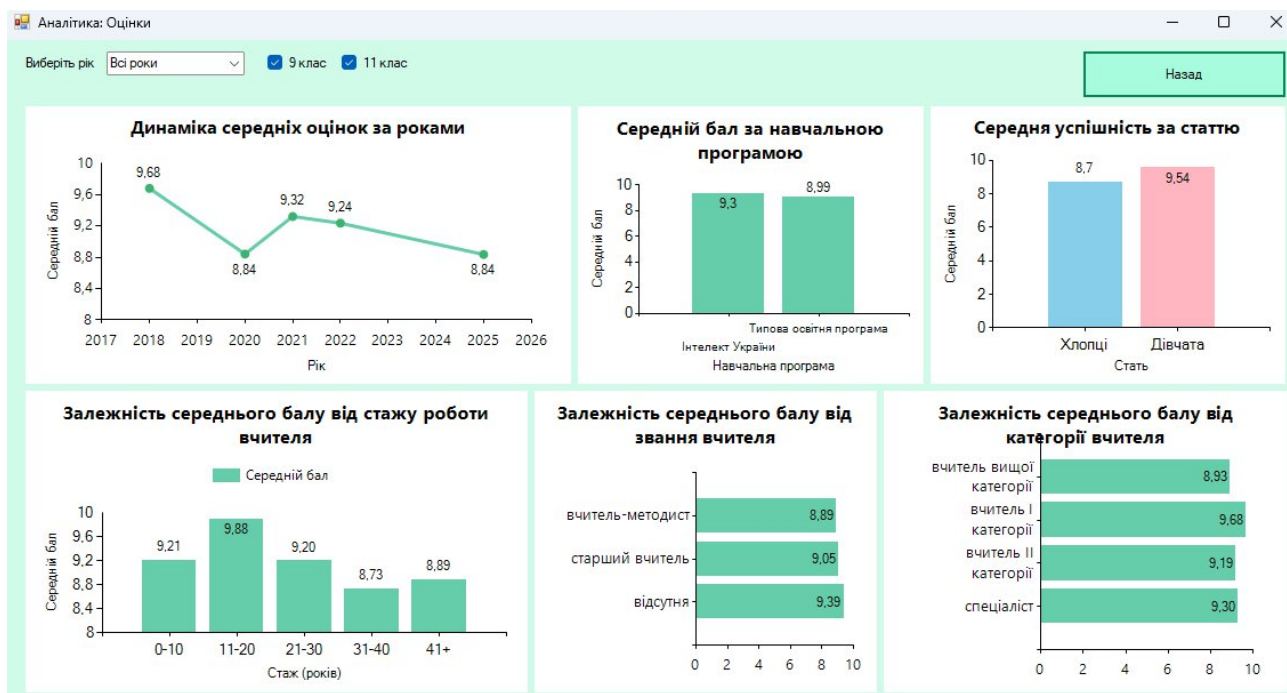 Аналітика: Оцінки
Виберіть рік Всі роки 9 клас 11 клас
Назад
Динаміка середніх оцінок за роками
Середній бал
10
9,6
9,2
8,8
8,4
8
9,68
8,84
9,32
9,24
8,84
2017 2018 2019 2020 2021 2022 2023 2024 2025 2026
Рік
Середній бал за навчальною
програмою
Середній бал
10
8
6
4
2
0
9,3
8,99
Типова освітня програма
Інтелект України
Навчальна програма
Середня успішність за статтю
Середній бал
10
8
6
4
2
0
8,7
9,54
Хлопці Дівчата
Стать
Залежність середнього балу від стажу роботи
вчителя
Середній бал
Середній бал
10
9,6
9,2
8,8
8,4
8
9,21
9,88
9,20
8,73
8,89
0-10 11-20 21-30 31-40 41+
Стаж (років)
Залежність середнього балу від
звання вчителя
вчитель-методист 8,89
старший вчитель 9,05
відсутня 9,39
0 2 4 6 8 10
Залежність середнього балу від
категорії вчителя
вчитель вищої
категорії
8,93
вчитель I
категорії
9,68
вчитель II
категорії
9,19
спеціаліст 9,30
0 2 4 6 8 10